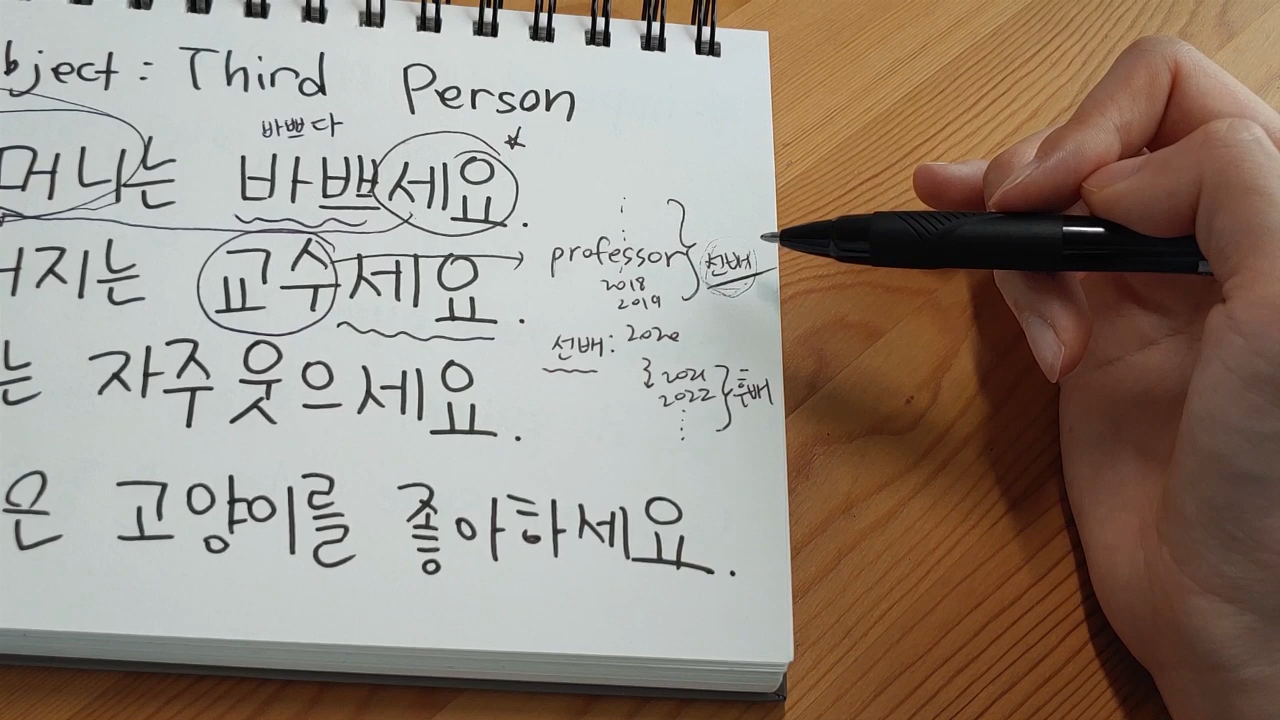 bject : Third Person
바쁘다
머니는 바쁘세요.
버지는 교수세요.
professor } 선배
2018
2019
선배: 2020
는 자주 웃으세요.
{ 2021
2022 } 후배
은 고양이를 좋아하세요.